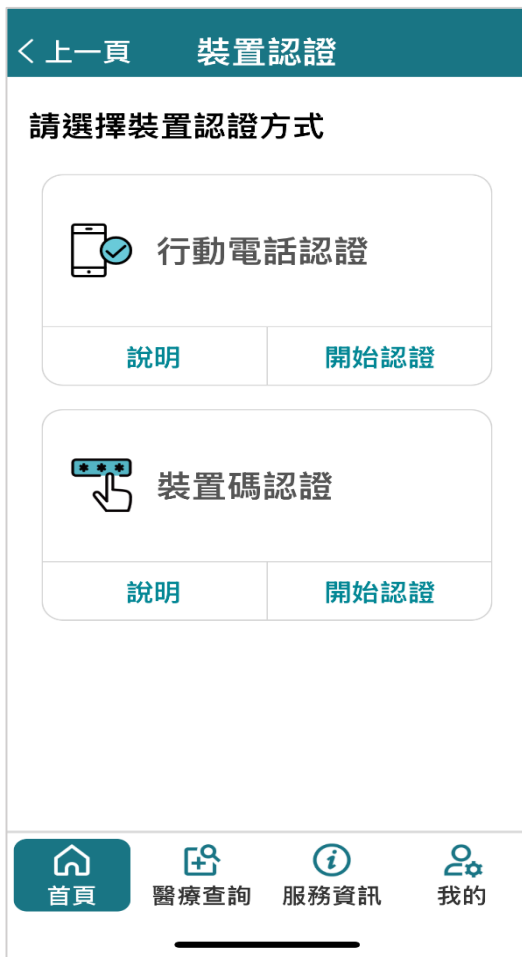 上一頁 裝置認證
請選擇裝置認證方式
行動電話認證
說明 開始認證
***
裝置碼認證
說明 開始認證
首頁 醫療查詢 服務資訊 我的